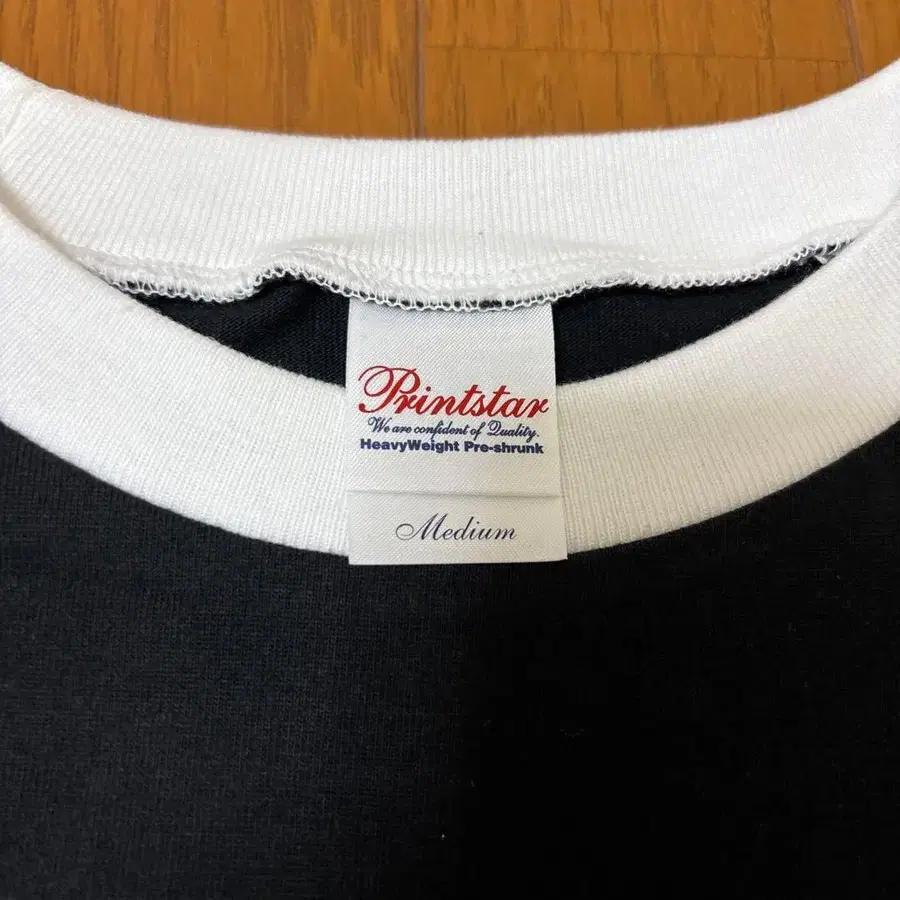 Printstar
We are confident of Quality.
HeavyWeight Pre-shrunk
Medium